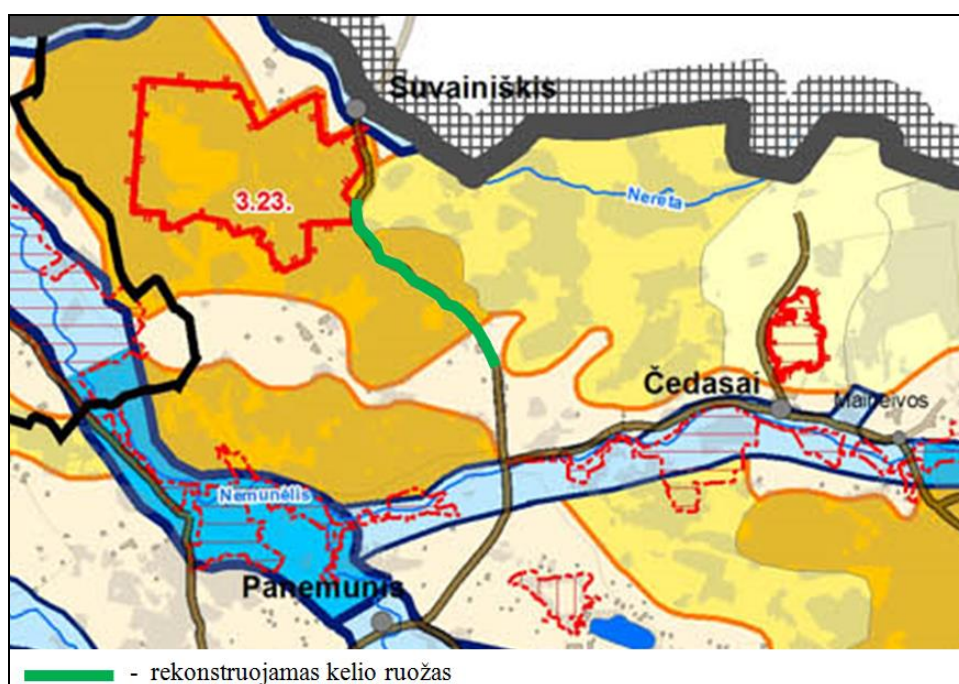 Suvainiškis
3.23.
Nereta
Čedasai
Maineivos
Nemunėlis
Panemunis
- rekonstruojamas kelio ruožas